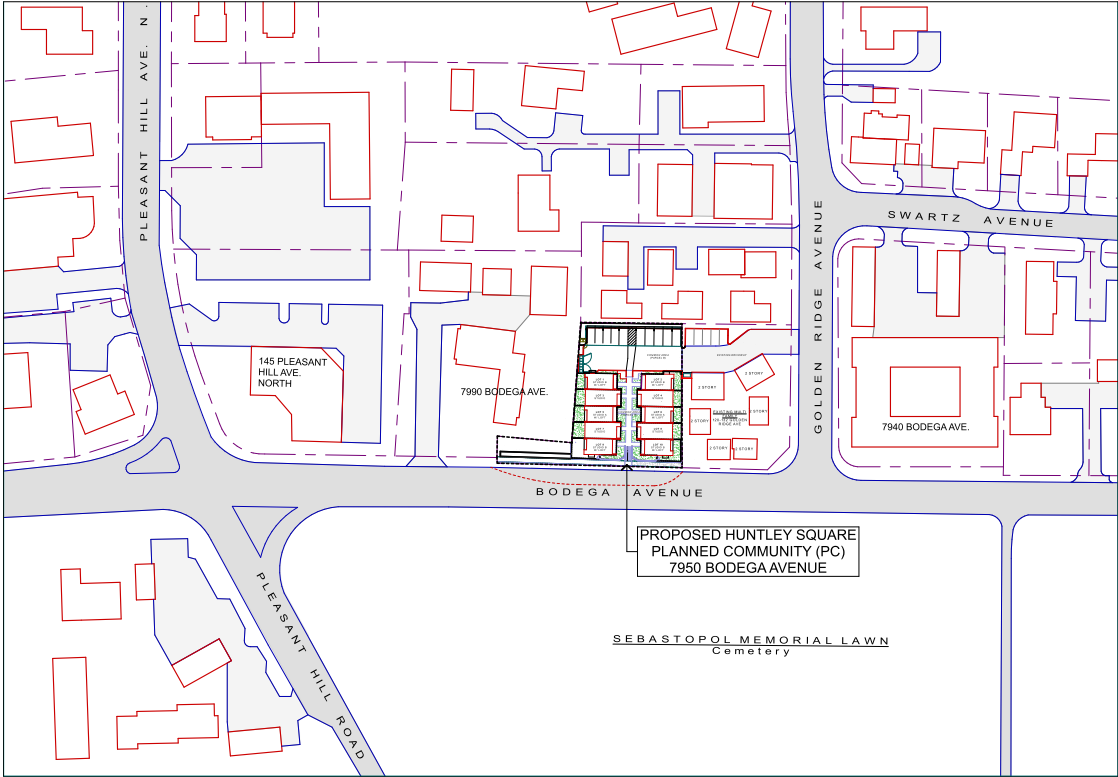 PLEASANT HILL AVE. N.
SWARTZ AVENUE
GOLDEN RIDGE AVENUE
145 PLEASANT
HILL AVE.
NORTH
7990 BODEGA AVE.
2 STORY
2 STORY
2 STORY
2 STORY
2 STORY
2 STORY
7940 BODEGA AVE.
BODEGA AVENUE
PROPOSED HUNTLEY SQUARE
PLANNED COMMUNITY (PC)
7950 BODEGA AVENUE
PLEASANT HILL ROAD
SEBASTOPOL MEMORIAL LAWN
Cemetery